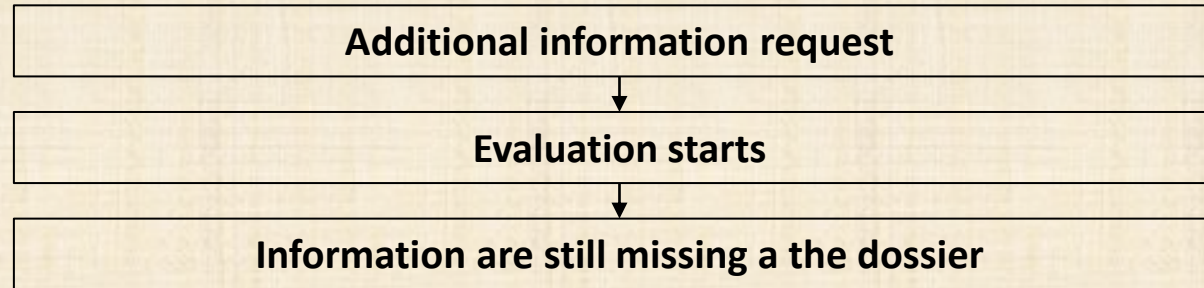 Additional information request
Evaluation starts
Information are still missing a the dossier